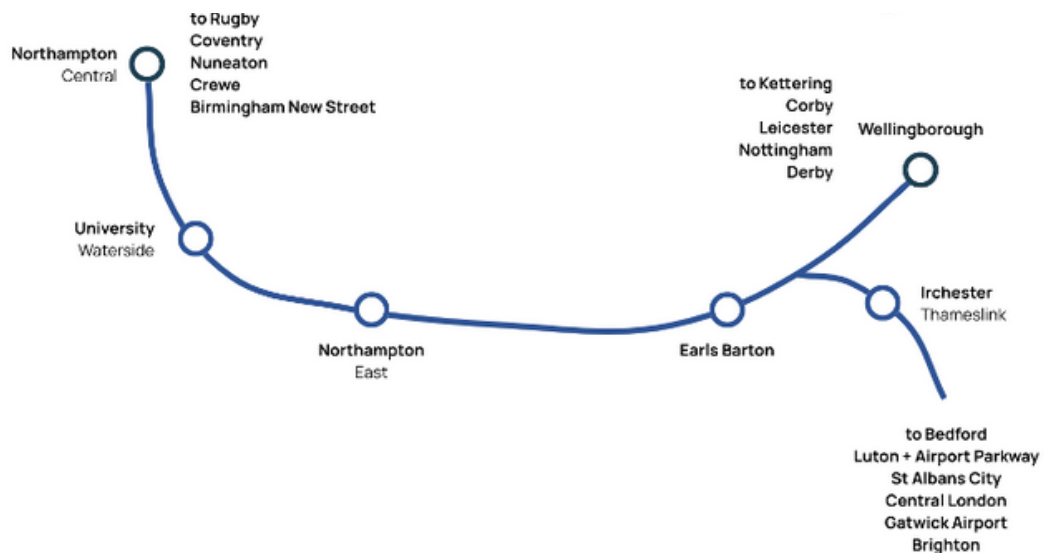 to Rugby
Coventry
Nuneaton
Crewe
Birmingham New Street
Northampton
Central
to Kettering
Corby
Leicester
Nottingham
Derby
Wellingborough
University
Waterside
Northampton
East
Earls Barton
Irchester
Thameslink
to Bedford
Luton + Airport Parkway
St Albans City
Central London
Gatwick Airport
Brighton